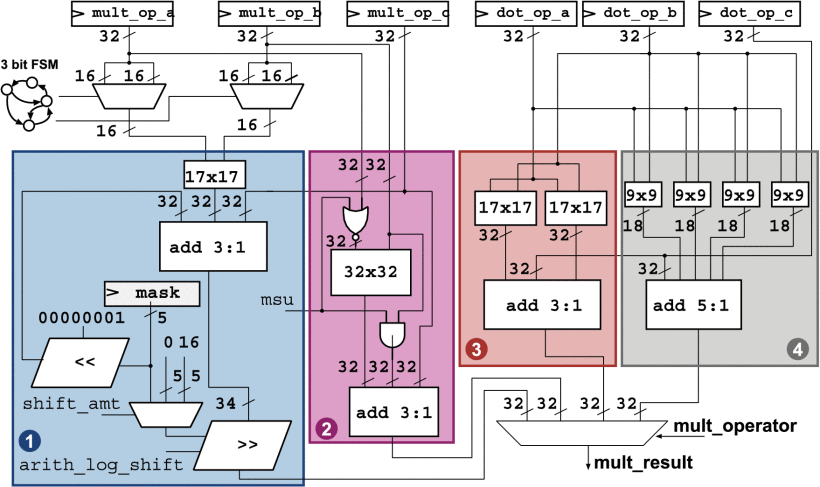 > mult_op_a
> mult_op_b
> mult_op_c
> dot_op_a
> dot_op_b
> dot_op_c
32
32
32
32
32
32
3 bit FSM
16
16
16
16
16
16
32
32
17x17
32
32
32
add 3:1
> mask
00000001
5
0
16
<<
5
5
shift_amt
34
1
>>
arith_log_shift
32
32x32
msu
32
32
32
2
add 3:1
17x17
17x17
32
32
32
add 3:1
3
9x9
9x9
9x9
9x9
18
18
18
18
32
add 5:1
4
32
32
32
32
mult_operator
mult_result